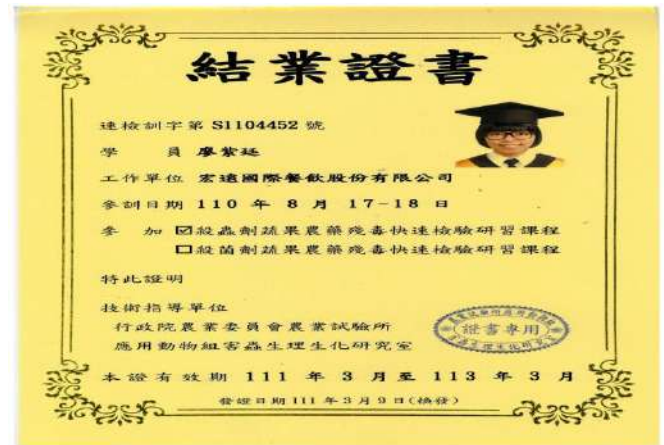 結業證書
速檢訓字第 S1104452 號
學 員 廖紫廷
工作單位 宏遠國際餐飲股份有限公司
參訓日期 110 年 8 月 17-18 日
參 加 ☑殺蟲劑蔬果農藥殘毒快速檢驗研習課程
□殺菌劑蔬果農藥殘毒快速檢驗研習課程
特此證明
技術指導單位
行政院農業委員會農業試驗所
應用動物組害蟲生理生化研究室
證書專用
本證有效期 111 年 3 月至 113 年 3 月
發證日期 111 年 3 月 9 日(換發)